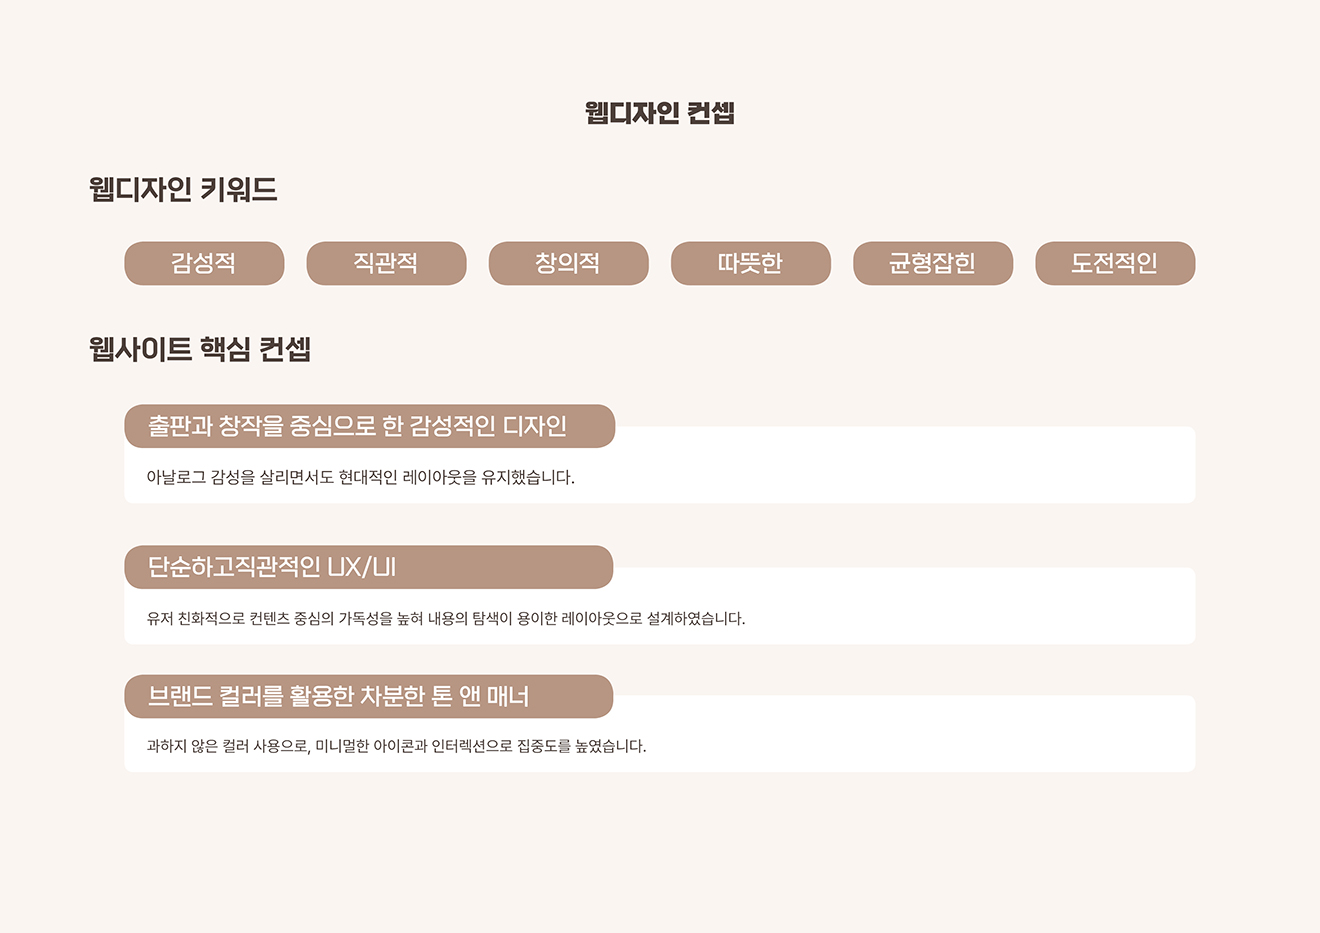 웹디자인 컨셉
웹디자인 키워드
감성적 직관적 창의적 따뜻한 균형잡힌 도전적인
웹사이트 핵심 컨셉
출판과 창작을 중심으로 한 감성적인 디자인
아날로그 감성을 살리면서도 현대적인 레이아웃을 유지했습니다.
단순하고직관적인 UX/UI
유저 친화적으로 컨텐츠 중심의 가독성을 높혀 내용의 탐색이 용이한 레이아웃으로 설계하였습니다.
브랜드 컬러를 활용한 차분한 톤 앤 매너
과하지 않은 컬러 사용으로, 미니멀한 아이콘과 인터렉션으로 집중도를 높였습니다.